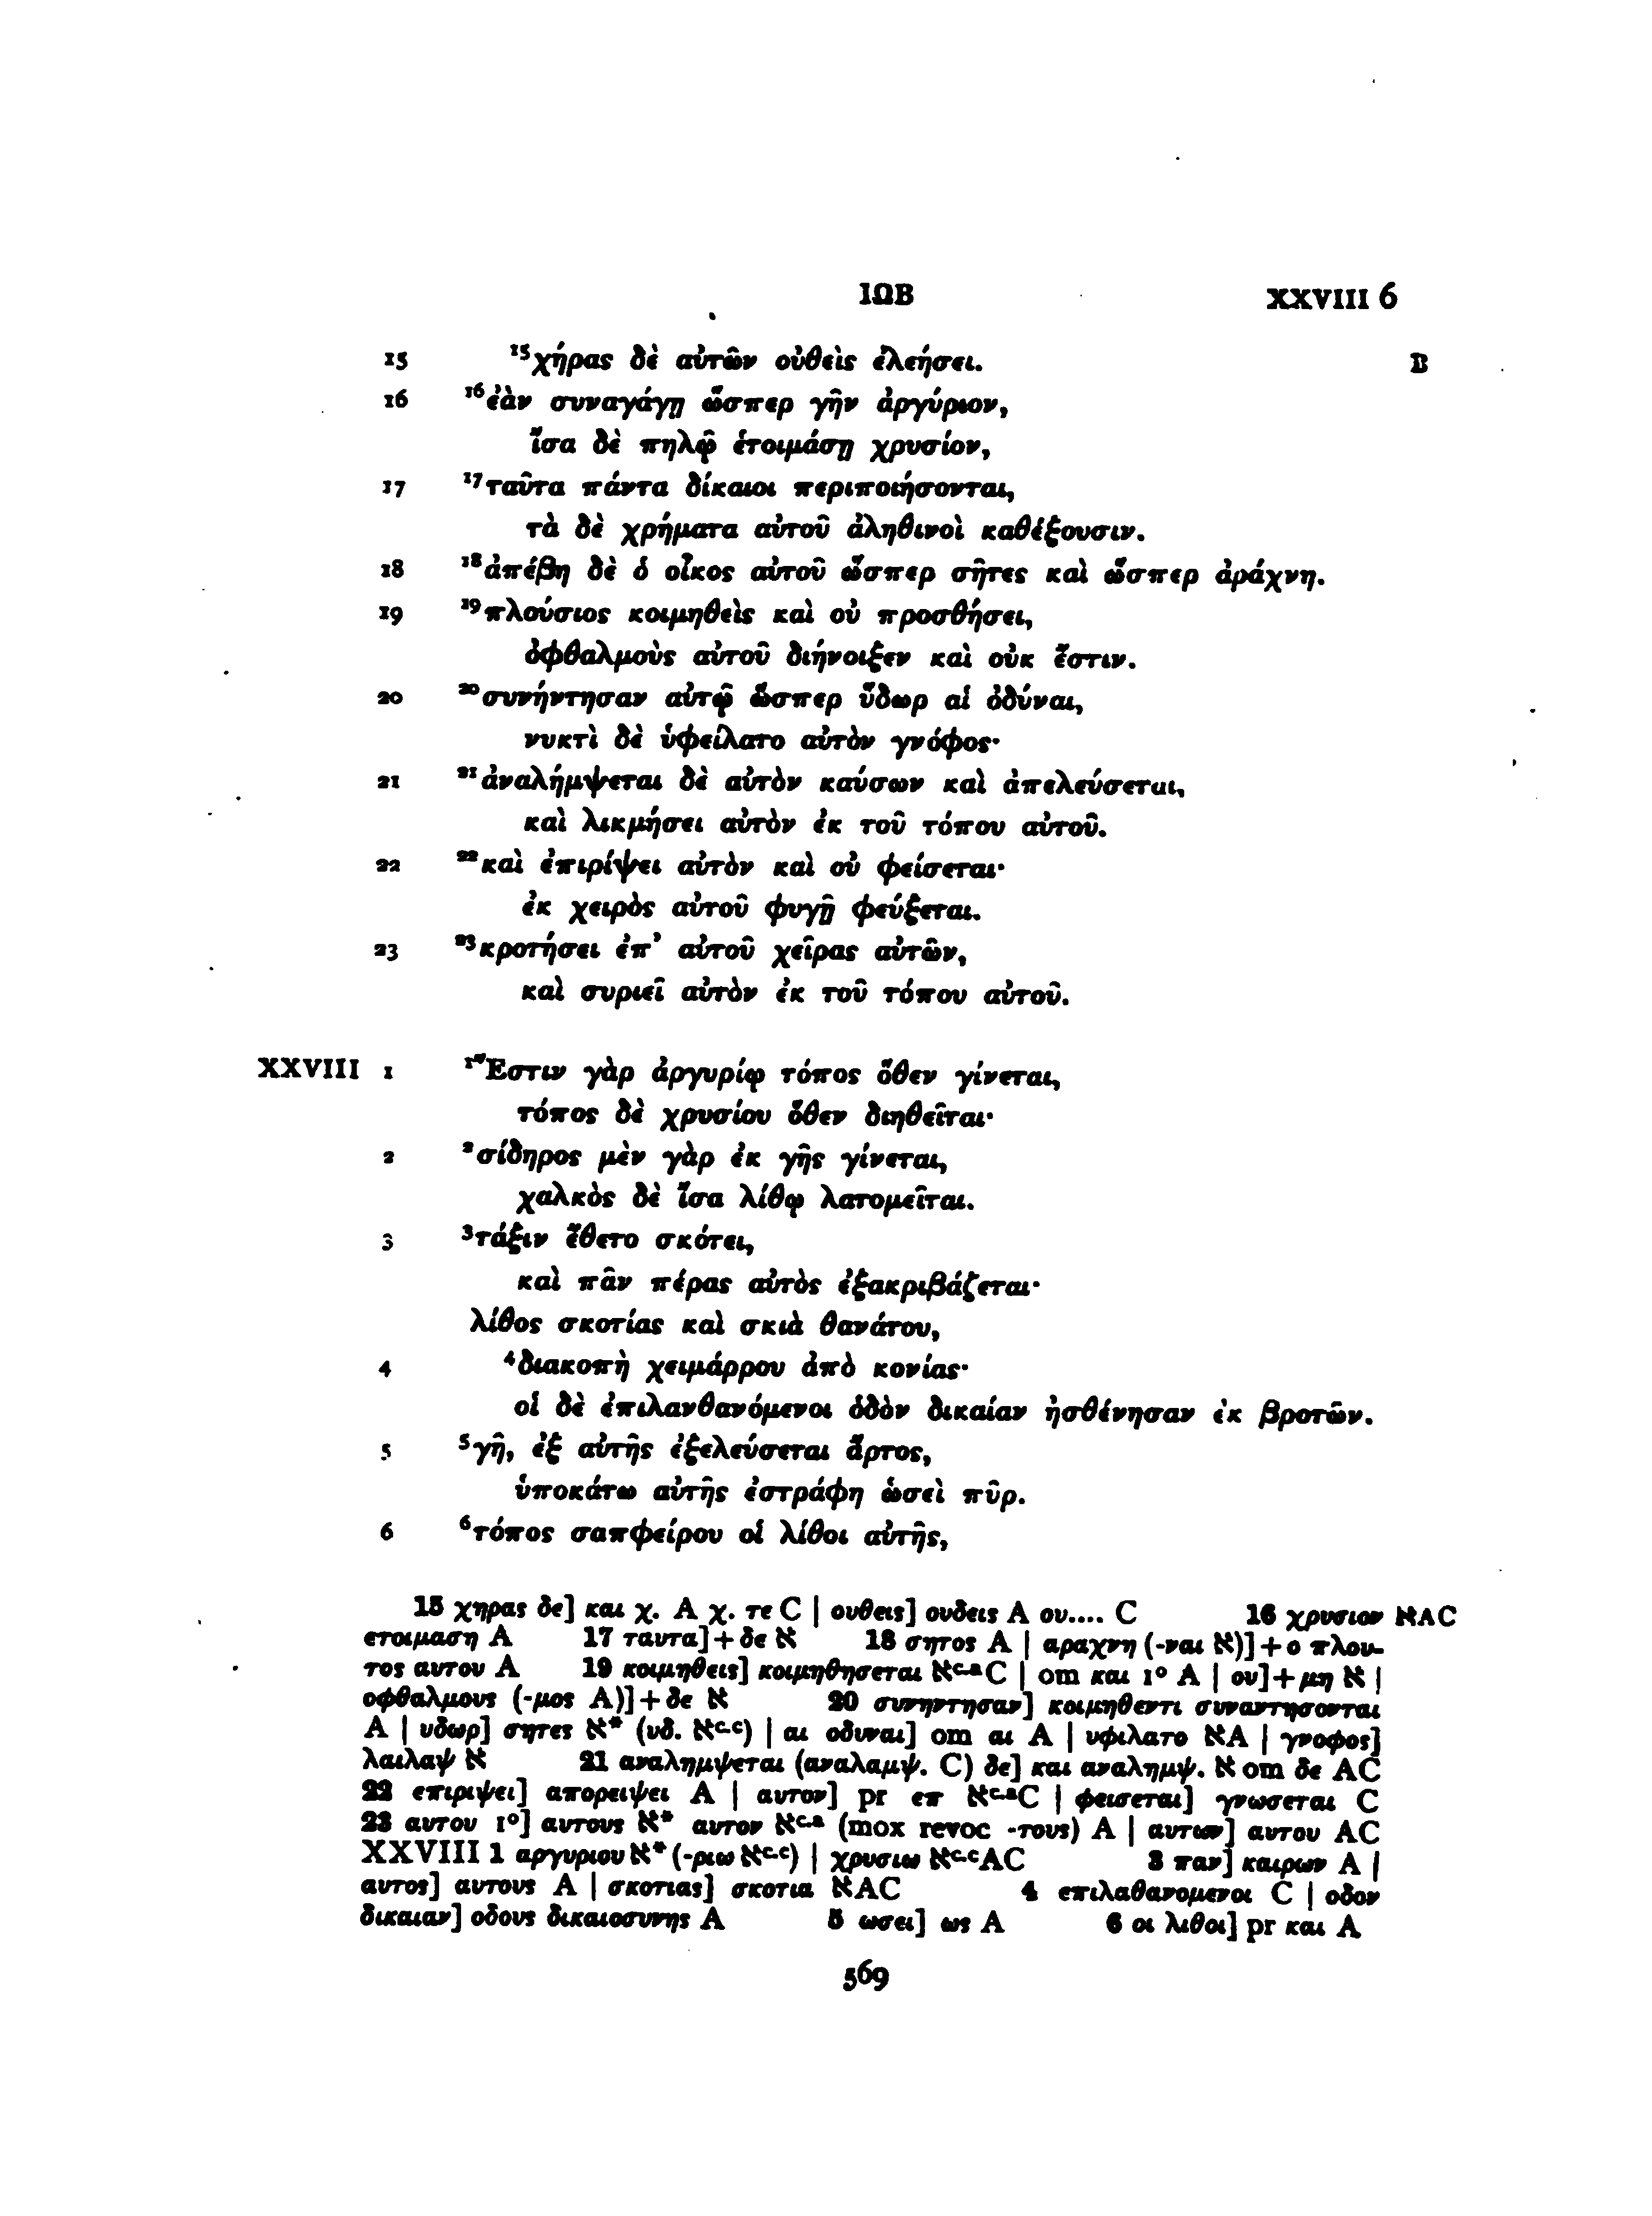 ΙΩΒ XXVIII 6
15 ¹⁵χήρας δὲ αὐτῶν οὐθεὶς ἐλεήσει. B
16 ¹⁶ἐὰν συναγάγῃ ὥσπερ γῆν ἀργύριον,
ἴσα δὲ πηλῷ ἑτοιμάσῃ χρυσίον,
17 ¹⁷ταῦτα πάντα δίκαιοι περιποιήσονται,
τὰ δὲ χρήματα αὐτοῦ ἀληθινοὶ καθέξουσιν.
18 ¹⁸ἀπέβη δὲ ὁ οἶκος αὐτοῦ ὥσπερ σῆτες καὶ ὥσπερ ἀράχνη.
19 ¹⁹πλούσιος κοιμηθεὶς καὶ οὐ προσθήσει,
ὀφθαλμοὺς αὐτοῦ διήνοιξεν καὶ οὐκ ἔστιν.
20 ²⁰συνήντησαν αὐτῷ ὥσπερ ὕδωρ αἱ ὀδύναι,
νυκτὶ δὲ ὑφείλατο αὐτὸν γνόφος·
21 ²¹ἀναλήμψεται δὲ αὐτὸν καύσων καὶ ἀπελεύσεται,
καὶ λικμήσει αὐτὸν ἐκ τοῦ τόπου αὐτοῦ.
22 ²²καὶ ἐπιρίψει αὐτὸν καὶ οὐ φείσεται·
ἐκ χειρὸς αὐτοῦ φυγῇ φεύξεται.
23 ²³κροτήσει ἐπ’ αὐτοῦ χεῖρας αὐτῶν,
καὶ συριεῖ αὐτὸν ἐκ τοῦ τόπου αὐτοῦ.
XXVIII 1 ¹Ἔστιν γὰρ ἀργυρίῳ τόπος ὅθεν γίνεται,
τόπος δὲ χρυσίου ὅθεν διηθεῖται·
2 ²σίδηρος μὲν γὰρ ἐκ γῆς γίνεται,
χαλκὸς δὲ ἴσα λίθῳ λατομεῖται.
3 ³τάξιν ἔθετο σκότει,
καὶ πᾶν πέρας αὐτὸς ἐξακριβάζεται·
λίθος σκοτίας καὶ σκιὰ θανάτου,
4 ⁴διακοπὴ χειμάρρου ἀπὸ κονίας·
οἱ δὲ ἐπιλανθανόμενοι ὁδὸν δικαίαν ἠσθένησαν ἐκ βροτῶν.
5 ⁵γῆ, ἐξ αὐτῆς ἐξελεύσεται ἄρτος,
ὑποκάτω αὐτῆς ἐστράφη ὡσεὶ πῦρ.
6 ⁶τόπος σαπφείρου οἱ λίθοι αὐτῆς,
15 χηρας δε] και χ. A χ. τε C | ουθεις] ουδεις A ου.... C 16 χρυσιον ℵAC
ετοιμαση A 17 ταυτα]+δε ℵ 18 σητος A | αραχνη (-ναι ℵ)]+ο πλου-
τος αυτου A 19 κοιμηθεις] κοιμηθησεται ℵᶜ·ᵃC | om και 1° A | ου]+μη ℵ |
οφθαλμους (-μος A)]+δε ℵ 20 συνηντησαν] κοιμηθεντι συναντησονται
A | υδωρ] σητες ℵ* (υδ. ℵᶜ·ᶜ) | αι οδυναι] om αι A | υφιλατο ℵA | γνοφος]
λαιλαψ ℵ 21 αναλημψεται (αναλαμψ. C) δε] και αναλημψ. ℵ om δε AC
22 επιριψει] απορειψει A | αυτον] pr επ ℵᶜ·ᵃC | φεισεται] γνωσεται C
23 αυτου 1°] αυτους ℵ* αυτον ℵᶜ·ᵃ (mox revoc -τους) A | αυτων] αυτου AC
XXVIII 1 αργυριου ℵ* (-ριω ℵᶜ·ᶜ) | χρυσιω ℵᶜ·ᶜAC 3 παν] καιρων A |
αυτος] αυτους A | σκοτιας] σκοτια ℵAC 4 επιλαθανομενοι C | οδον
δικαιαν] οδους δικαιοσυνης A 5 ωσει] ως A 6 οι λιθοι] pr και A
569